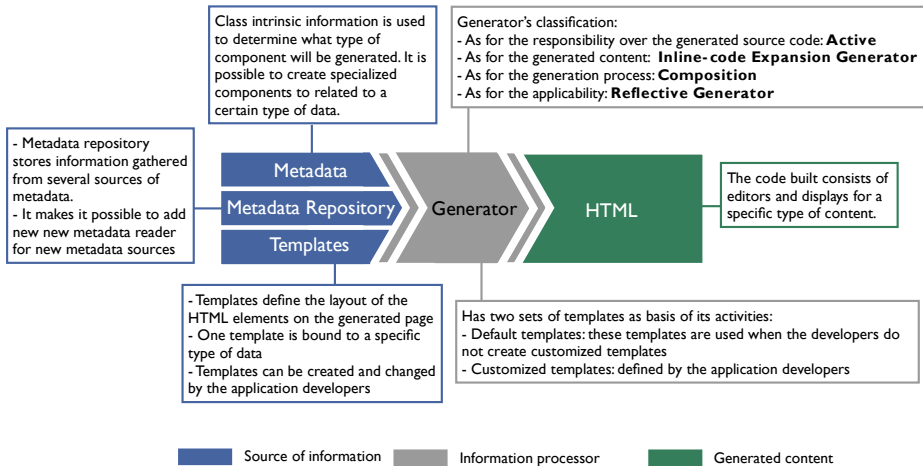 Class intrinsic information is used
to determine what type of
component will be generated. It is
possible to create specialized
components to related to a
certain type of data.
Generator's classification:
- As for the responsibility over the generated source code: Active
- As for the generated content: Inline-code Expansion Generator
- As for the generation process: Composition
- As for the applicability: Reflective Generator
- Metadata repository
stores information gathered
from several sources of
metadata.
- It makes it possible to add
new new metadata reader
for new metadata sources
Metadata
Metadata Repository
Templates
Generator
HTML
The code built consists of
editors and displays for a
specific type of content.
- Templates define the layout of the
HTML elements on the generated page
- One template is bound to a specific
type of data
- Templates can be created and changed
by the application developers
Has two sets of templates as basis of its activities:
- Default templates: these templates are used when the developers do
not create customized templates
- Customized templates: defined by the application developers
Source of information
Information processor
Generated content